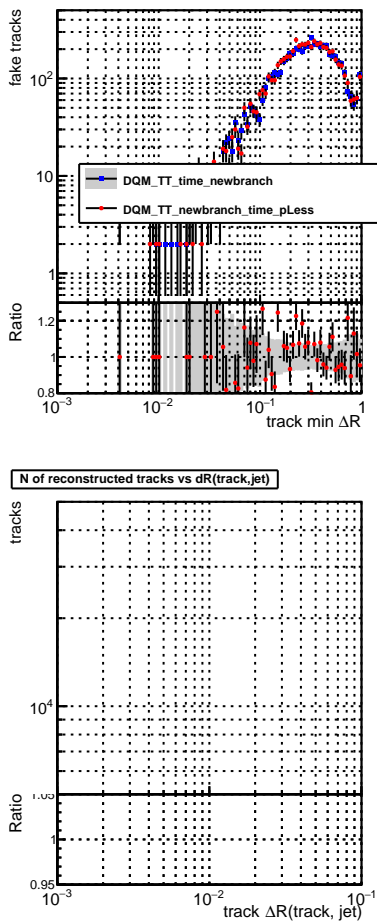 fake tracks
10²
10
1
DQM_TT_time_newbranch
DQM_TT_newbranch_time_pLess
Ratio
1.2
1
0.8
10⁻³
10⁻²
10⁻¹
1
track min ΔR
N of reconstructed tracks vs dR(track,jet)
tracks
10⁴
Ratio
1.05
1
0.95
10⁻³
10⁻²
10⁻¹
track ΔR(track, jet)